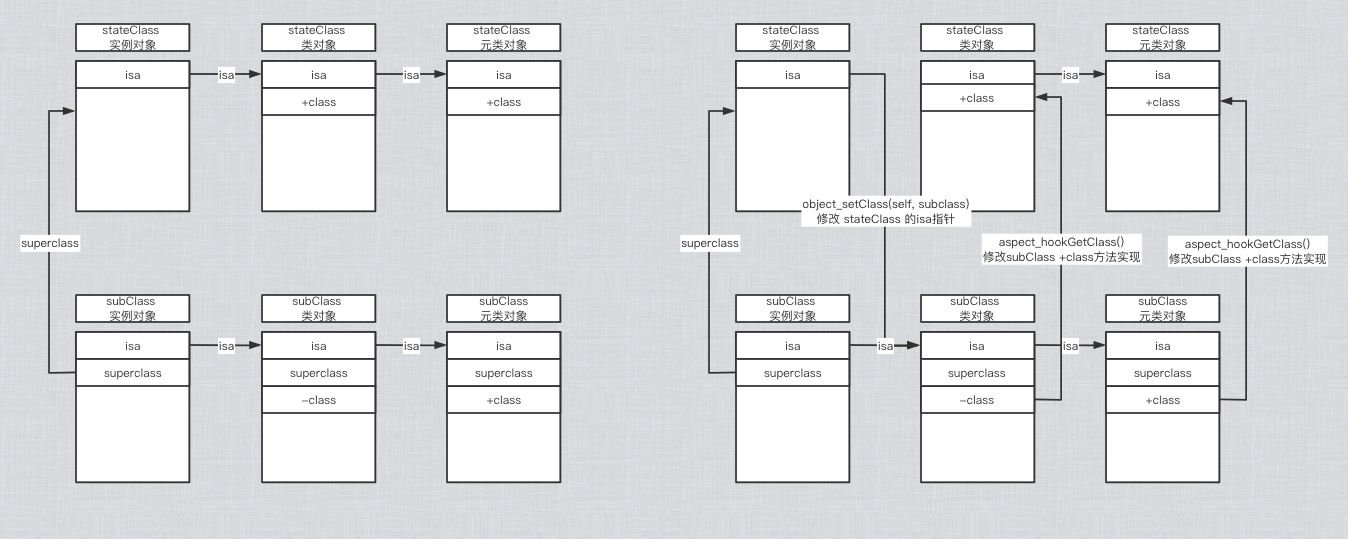 stateClass
实例对象
stateClass
类对象
stateClass
元类对象
isa
isa
isa
isa
isa
+class
+class
superclass
subClass
实例对象
subClass
类对象
subClass
元类对象
isa
isa
isa
isa
isa
superclass
superclass
superclass
–class
+class
stateClass
实例对象
stateClass
类对象
stateClass
元类对象
isa
isa
isa
isa
+class
+class
object_setClass(self, subclass)
修改 stateClass 的isa指针
superclass
aspect_hookGetClass()
修改subClass +class方法实现
aspect_hookGetClass()
修改subClass +class方法实现
subClass
实例对象
subClass
类对象
subClass
元类对象
isa
isa
isa
isa
isa
superclass
superclass
superclass
–class
+class